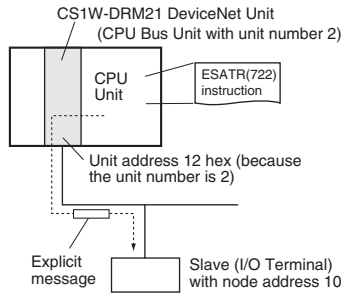 CS1W-DRM21 DeviceNet Unit
(CPU Bus Unit with unit number 2)
CPU
Unit
ESATR(722)
instruction
Unit address 12 hex (because
the unit number is 2)
Explicit
message
Slave (I/O Terminal)
with node address 10